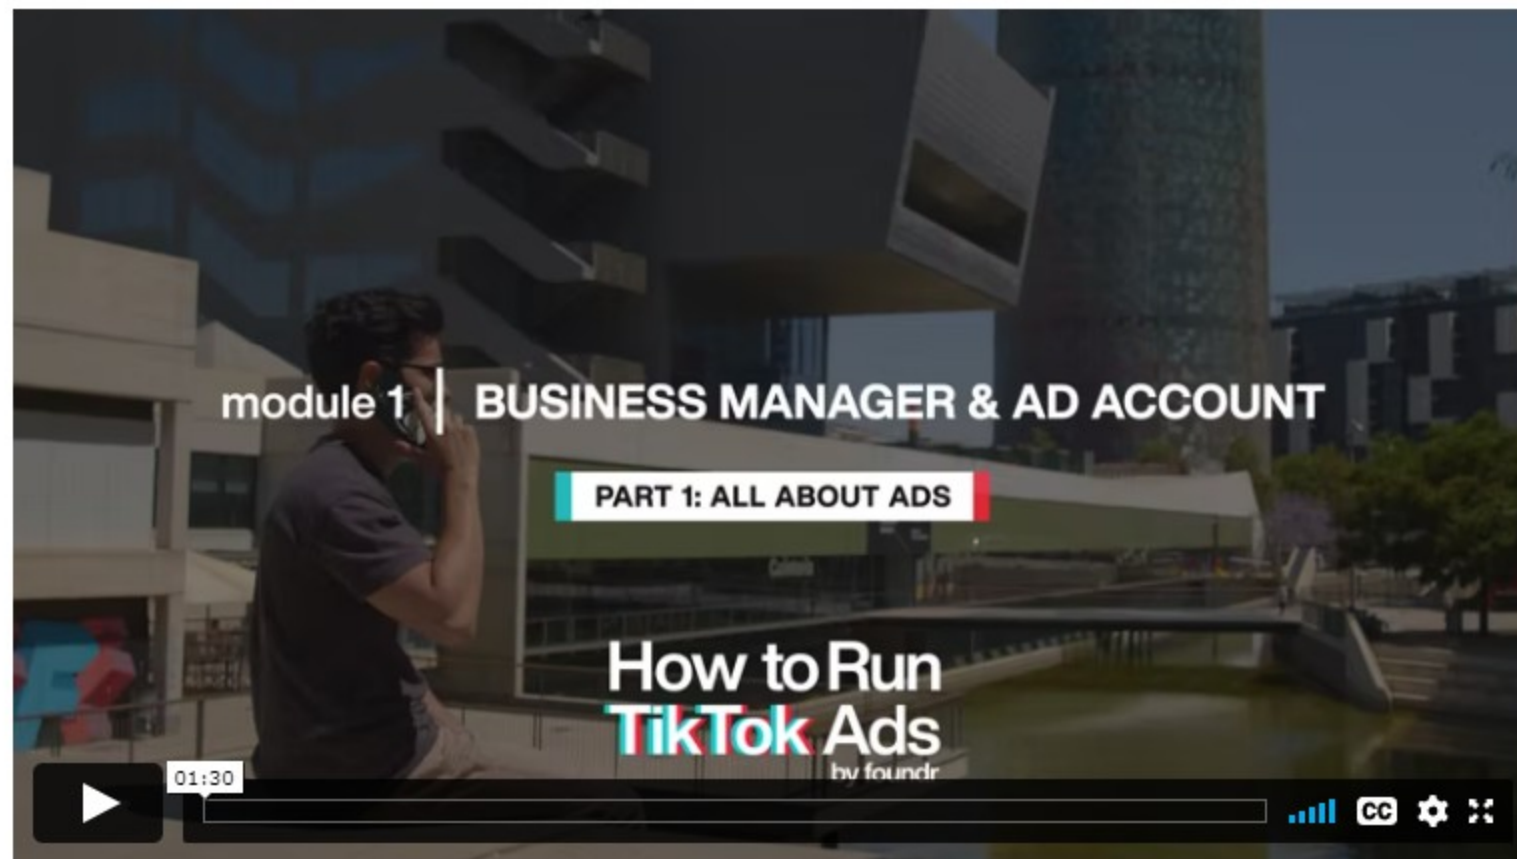 module 1 | BUSINESS MANAGER & AD ACCOUNT
PART 1: ALL ABOUT ADS
How to Run
TikTok Ads
by foundr
01:30
CC